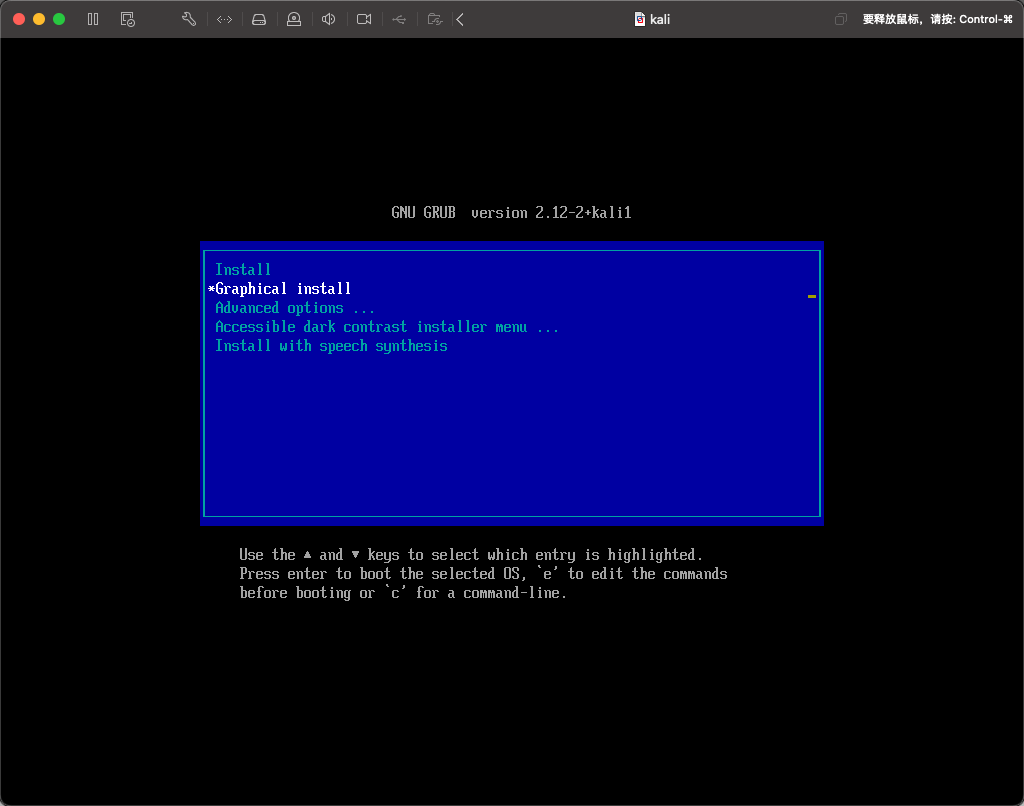 kali
要释放鼠标，请按: Control-⌘
GNU GRUB  version 2.12-2+kali1
Install
*Graphical install
Advanced options ...
Accessible dark contrast installer menu ...
Install with speech synthesis
Use the ▲ and ▼ keys to select which entry is highlighted.
Press enter to boot the selected OS, `e' to edit the commands
before booting or `c' for a command-line.